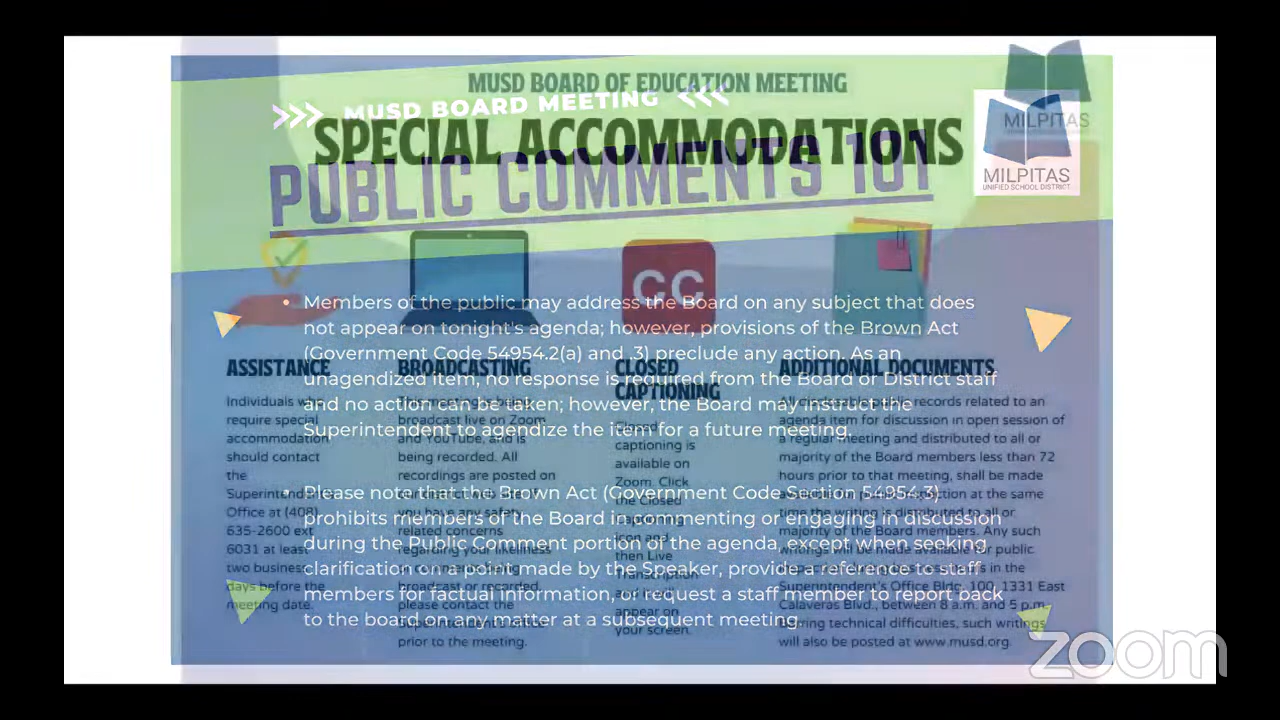 MUSD BOARD OF EDUCATION MEETING
SPECIAL ACCOMMODATIONS
>>> MUSD BOARD MEETING <<<
PUBLIC COMMENTS 101
MILPITAS
MILPITAS
UNIFIED SCHOOL DISTRICT
CC
• Members of the public may address the Board on any subject that does
not appear on tonight's agenda; however, provisions of the Brown Act
(Government Code 54954.2(a) and .3) preclude any action. As an
unagendized item, no response is required from the Board or District staff
and no action can be taken; however, the Board may instruct the
Superintendent to agendize the item for a future meeting.
• Please note that the Brown Act (Government Code Section 54954.3)
prohibits members of the Board in commenting or engaging in discussion
during the Public Comment portion of the agenda, except when seeking
clarification on a point made by the Speaker, provide a reference to staff
members for factual information, or request a staff member to report back
to the board on any matter at a subsequent meeting.
ASSISTANCE
Individuals who
require special
accommodation
should contact
the
Superintendent's
Office at (408)
635-2600 ext
6031 at least
two business
days before the
meeting date.
BROADCASTING
broadcast live on Zoom
and YouTube, and is
being recorded. All
recordings are posted on
you have any safety
related concerns
regarding your likeliness
broadcast or recorded,
please contact the
prior to the meeting.
CLOSED
CAPTIONING
captioning is
available on
Zoom. Click
the Closed
Captioning
icon and
then Live
Transcription
appear on
your screen.
ADDITIONAL DOCUMENTS
All disclosable public records related to an
agenda item for discussion in open session of
a regular meeting and distributed to all or
majority of the Board members less than 72
hours prior to that meeting, shall be made
at the same
time the writing is distributed to all or
majority of the Board members. Any such
writings will be made available for public
in the
Superintendent's Office Bldg. 100, 1331 East
Calaveras Blvd., between 8 a.m. and 5 p.m.
Barring technical difficulties, such writings
will also be posted at www.musd.org.
zoom